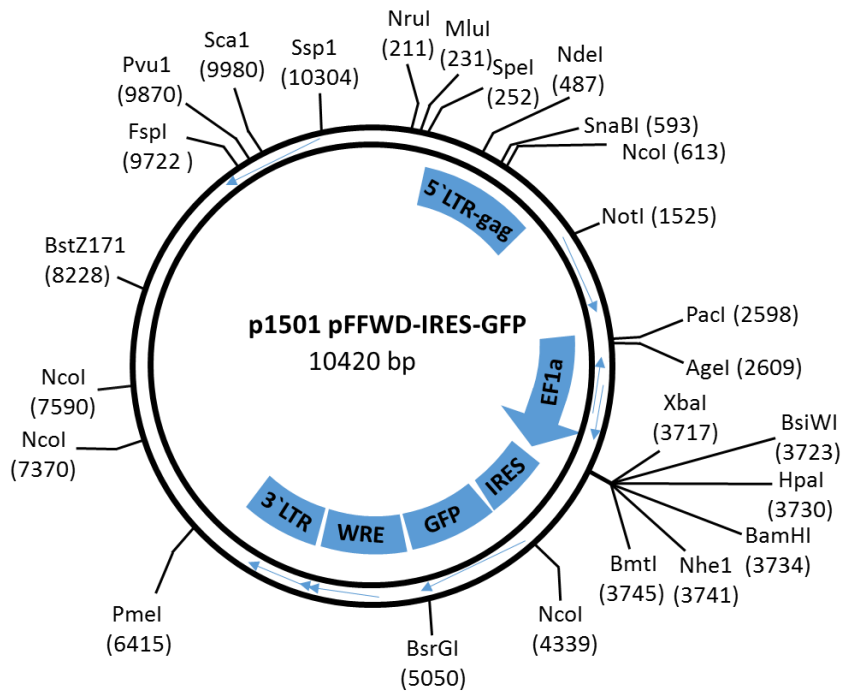 NruI
(211)
MluI
(231)
SpeI
(252)
NdeI
(487)
SnaBI (593)
NcoI (613)
NotI (1525)
PacI (2598)
AgeI (2609)
XbaI
(3717)
BsiWI
(3723)
HpaI
(3730)
BamHI
(3734)
Nhe1
(3741)
BmtI
(3745)
NcoI
(4339)
BsrGI
(5050)
PmeI
(6415)
NcoI
(7370)
NcoI
(7590)
BstZ171
(8228)
FspI
(9722 )
Pvu1
(9870)
Sca1
(9980)
Ssp1
(10304)
5`LTR-gag
p1501 pFFWD-IRES-GFP
10420 bp
EF1a
IRES
GFP
WRE
3`LTR